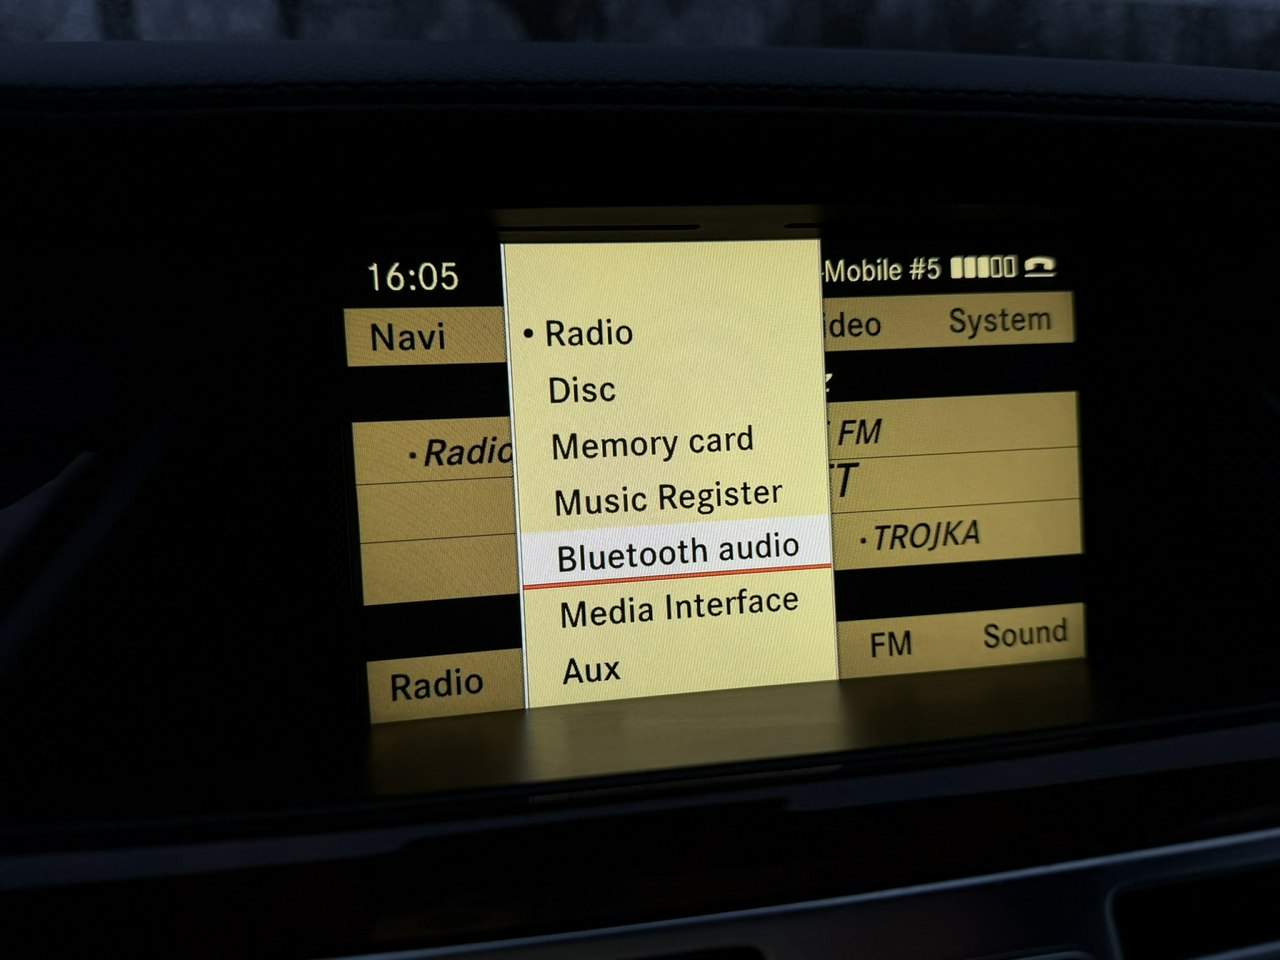 16:05
Mobile #5
Navi
System
Radio
Disc
Memory card
Music Register
Bluetooth audio
Media Interface
Aux
FM
TROJKA
Radio
FM
Sound